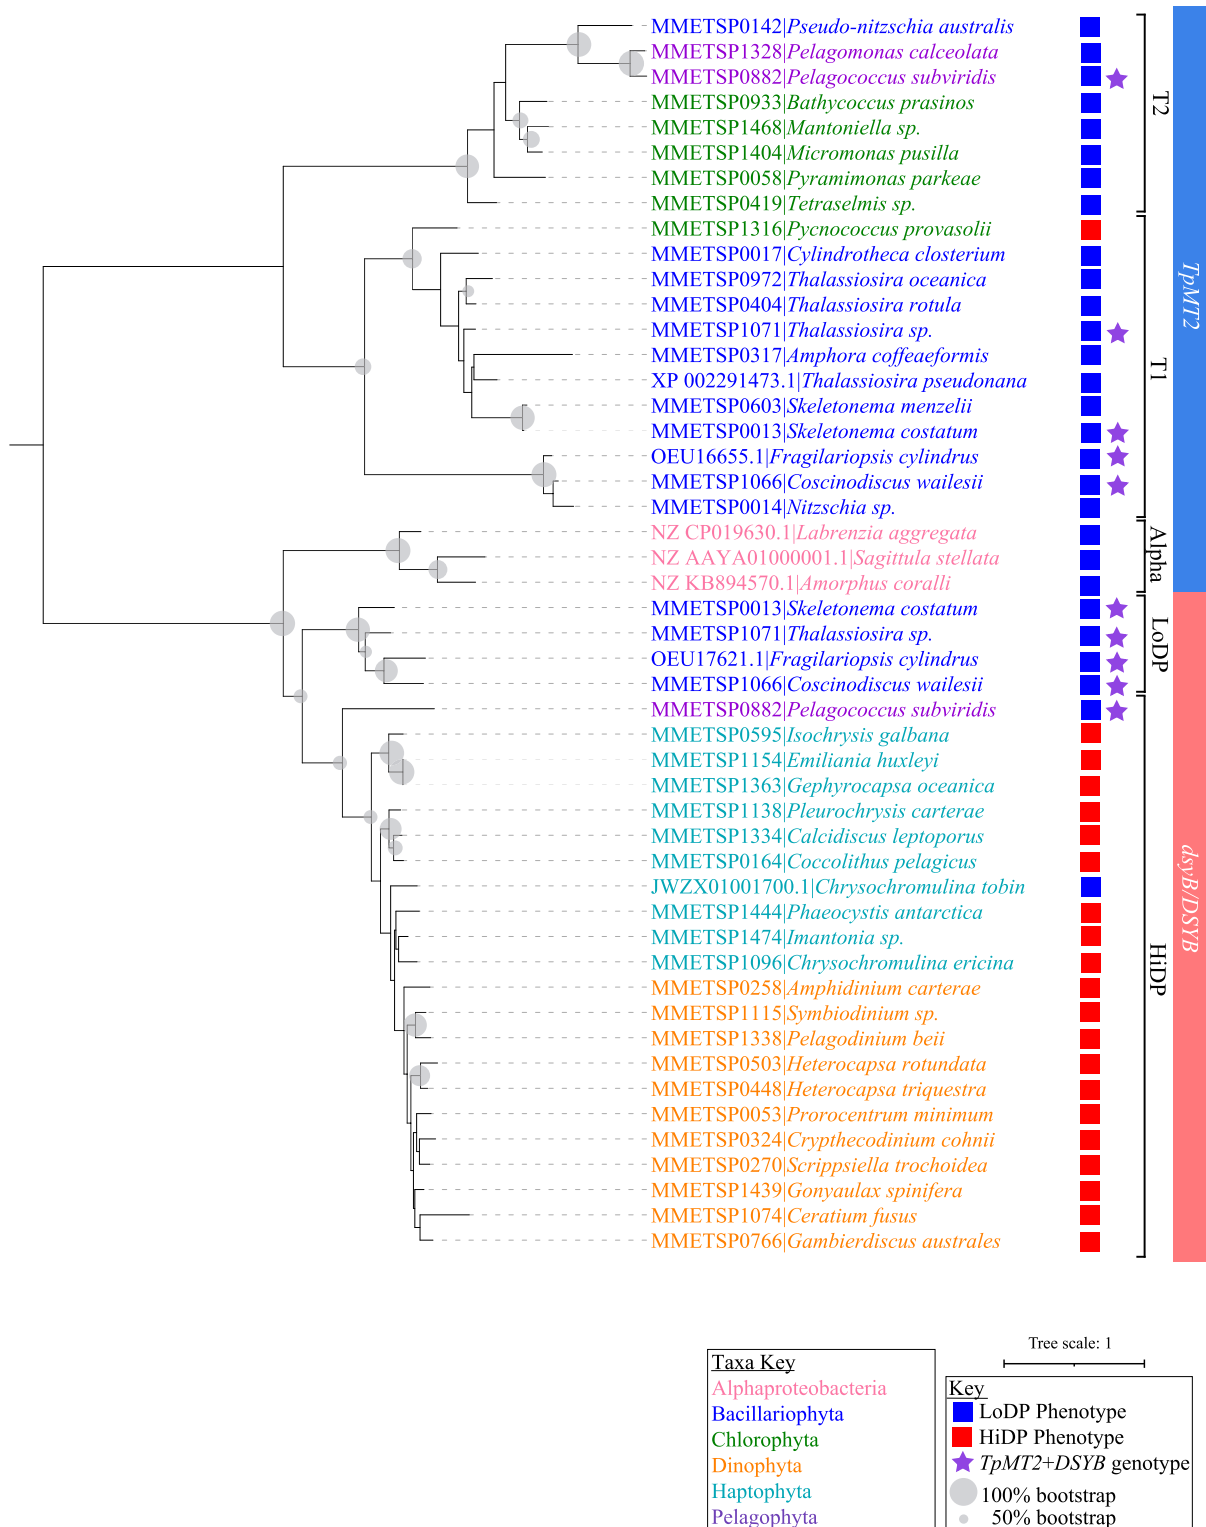 MMETSP0142|Pseudo-nitzschia australis
MMETSP1328|Pelagomonas calceolata
MMETSP0882|Pelagococcus subviridis
MMETSP0933|Bathycoccus prasinos
MMETSP1468|Mantoniella sp.
MMETSP1404|Micromonas pusilla
MMETSP0058|Pyramimonas parkeae
MMETSP0419|Tetraselmis sp.
T2
MMETSP1316|Pycnococcus provasolii
MMETSP0017|Cylindrotheca closterium
MMETSP0972|Thalassiosira oceanica
MMETSP0404|Thalassiosira rotula
MMETSP1071|Thalassiosira sp.
MMETSP0317|Amphora coffeaeformis
XP 002291473.1|Thalassiosira pseudonana
MMETSP0603|Skeletonema menzelii
MMETSP0013|Skeletonema costatum
OEU16655.1|Fragilariopsis cylindrus
MMETSP1066|Coscinodiscus wailesii
MMETSP0014|Nitzschia sp.
T1
TpMT2
NZ CP019630.1|Labrenzia aggregata
NZ AAYA01000001.1|Sagittula stellata
NZ KB894570.1|Amorphus coralli
Alpha
MMETSP0013|Skeletonema costatum
MMETSP1071|Thalassiosira sp.
OEU17621.1|Fragilariopsis cylindrus
MMETSP1066|Coscinodiscus wailesii
LoDP
MMETSP0882|Pelagococcus subviridis
MMETSP0595|Isochrysis galbana
MMETSP1154|Emiliania huxleyi
MMETSP1363|Gephyrocapsa oceanica
MMETSP1138|Pleurochrysis carterae
MMETSP1334|Calcidiscus leptoporus
MMETSP0164|Coccolithus pelagicus
JWZX01001700.1|Chrysochromulina tobin
MMETSP1444|Phaeocystis antarctica
MMETSP1474|Imantonia sp.
MMETSP1096|Chrysochromulina ericina
MMETSP0258|Amphidinium carterae
MMETSP1115|Symbiodinium sp.
MMETSP1338|Pelagodinium beii
MMETSP0503|Heterocapsa rotundata
MMETSP0448|Heterocapsa triquestra
MMETSP0053|Prorocentrum minimum
MMETSP0324|Crypthecodinium cohnii
MMETSP0270|Scrippsiella trochoidea
MMETSP1439|Gonyaulax spinifera
MMETSP1074|Ceratium fusus
MMETSP0766|Gambierdiscus australes
HiDP
dsyB/DSYB
Tree scale: 1
Taxa Key
Alphaproteobacteria
Bacillariophyta
Chlorophyta
Dinophyta
Haptophyta
Pelagophyta
Key
LoDP Phenotype
HiDP Phenotype
TpMT2+DSYB genotype
100% bootstrap
50% bootstrap